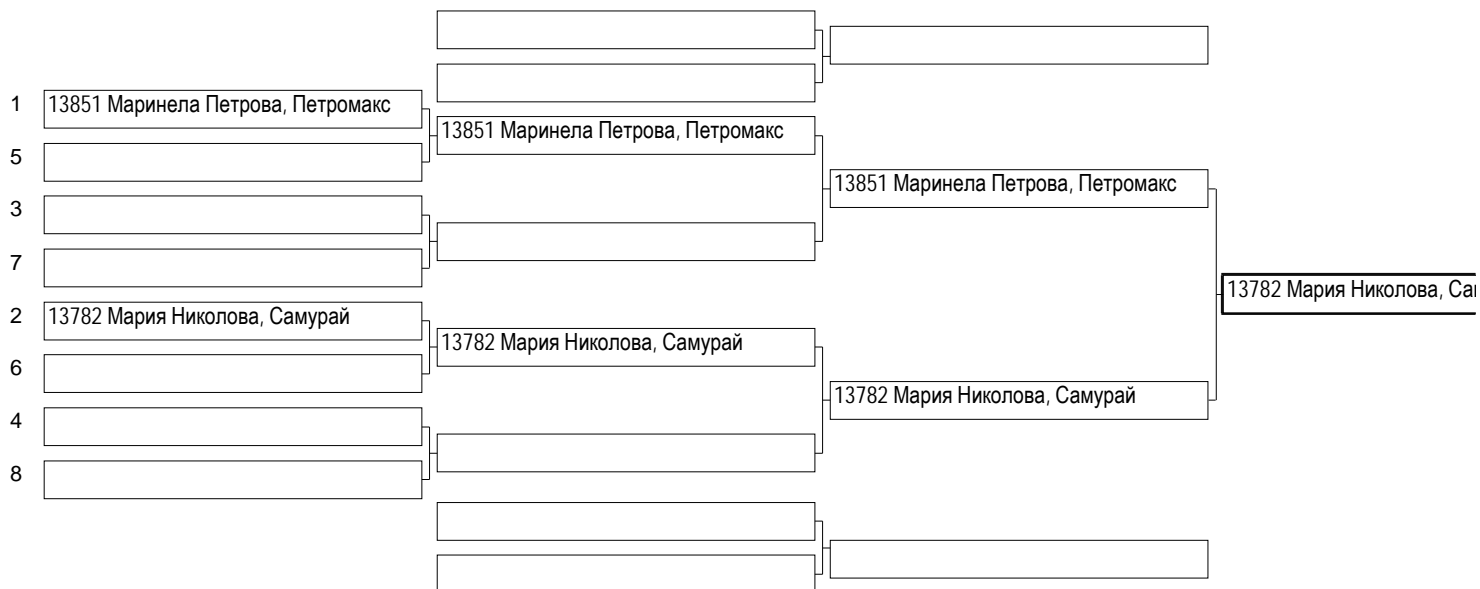 1 13851 Маринела Петрова, Петромакс
5
3
7
2 13782 Мария Николова, Самурай
6
4
8
13851 Маринела Петрова, Петромакс
13782 Мария Николова, Самурай
13851 Маринела Петрова, Петромакс
13782 Мария Николова, Самурай
13782 Мария Николова,